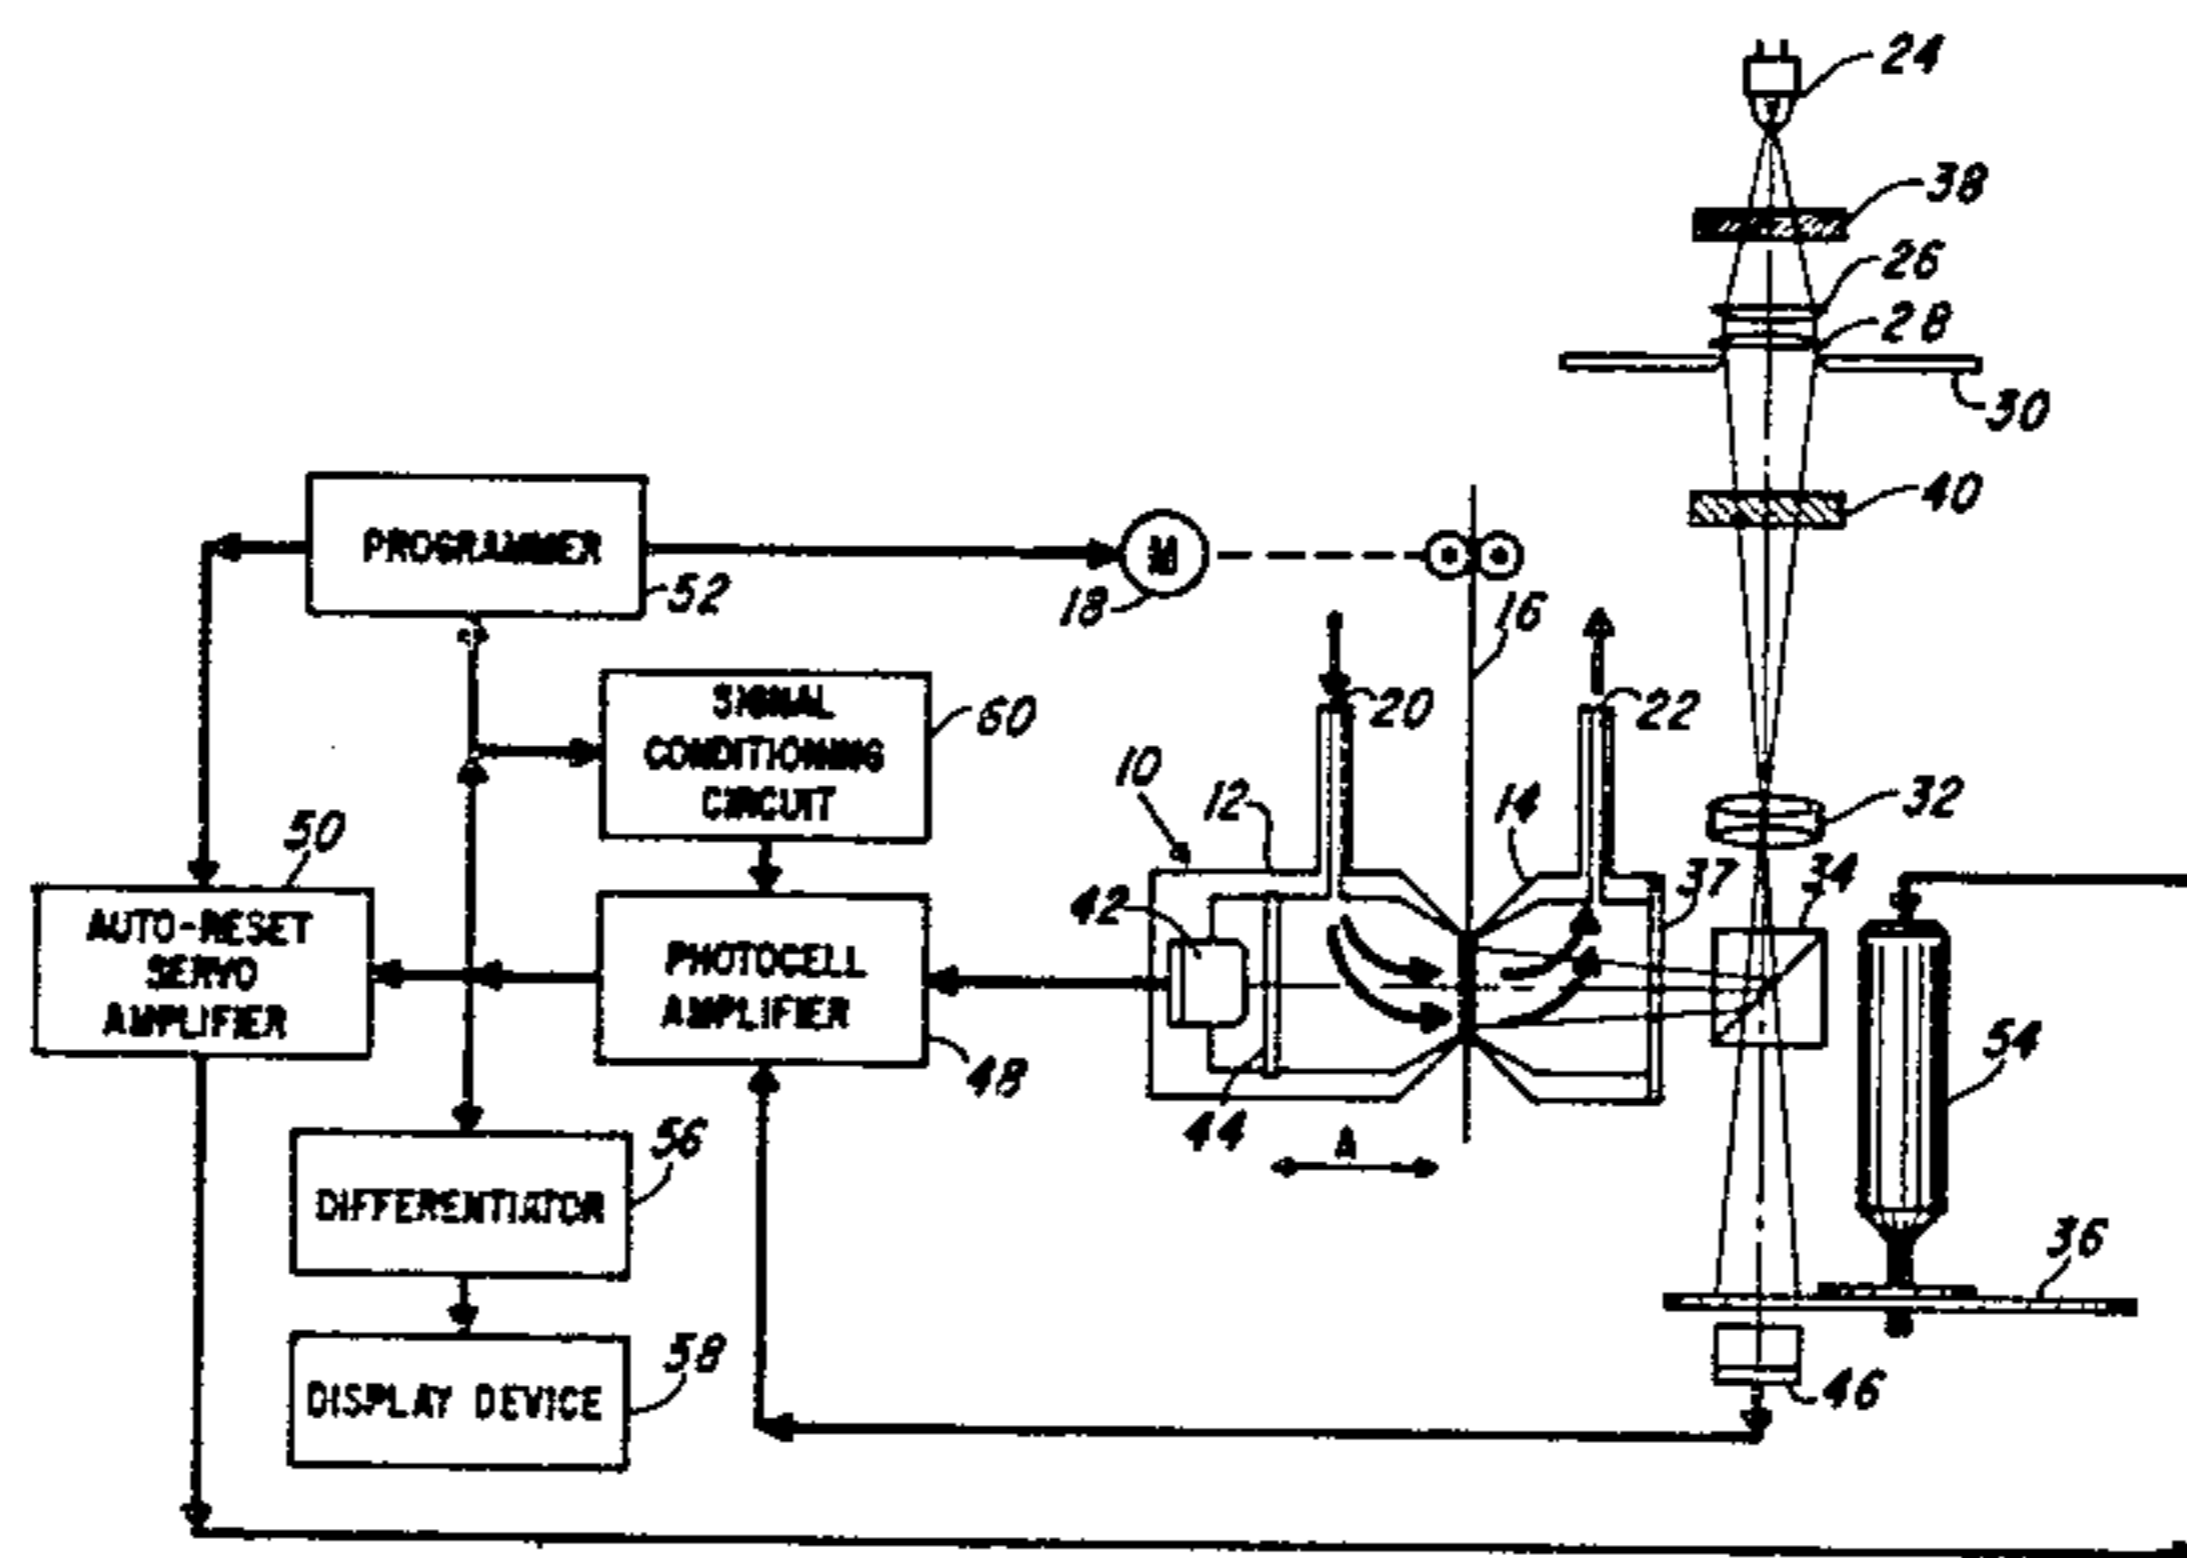 24
38
26
28
30
40
PROGRAMMER
52
M
18
16
SIGNAL
CONDITIONING
CIRCUIT
60
20
22
10
12
14
32
50
42
37
34
AUTO-RESET
SERVO
AMPLIFIER
PHOTOCELL
AMPLIFIER
48
44
A
54
56
DIFFERENTIATOR
36
58
DISPLAY DEVICE
46